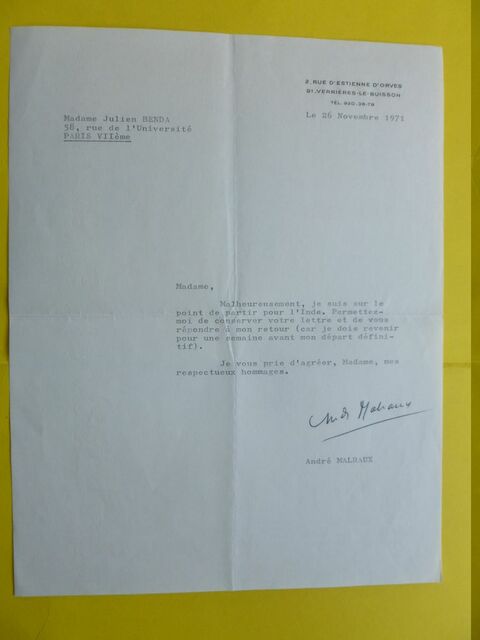 2, RUE D'ESTIENNE D'ORVES
91. VERRIÈRES-LE-BUISSON
TÉL. 920. 38-78
Le 26 Novembre 1971
Madame Julien BENDA
58, rue de l'Université
PARIS VIIème
Madame,
Malheureusement, je suis sur le
point de partir pour l'Inde. Permettez-
moi de conserver votre lettre et de vous
répondre à mon retour (car je dois revenir
pour une semaine avant mon départ défini-
tif).
Je vous prie d'agréer, Madame, mes
respectueux hommages.
André Malraux
André MALRAUX